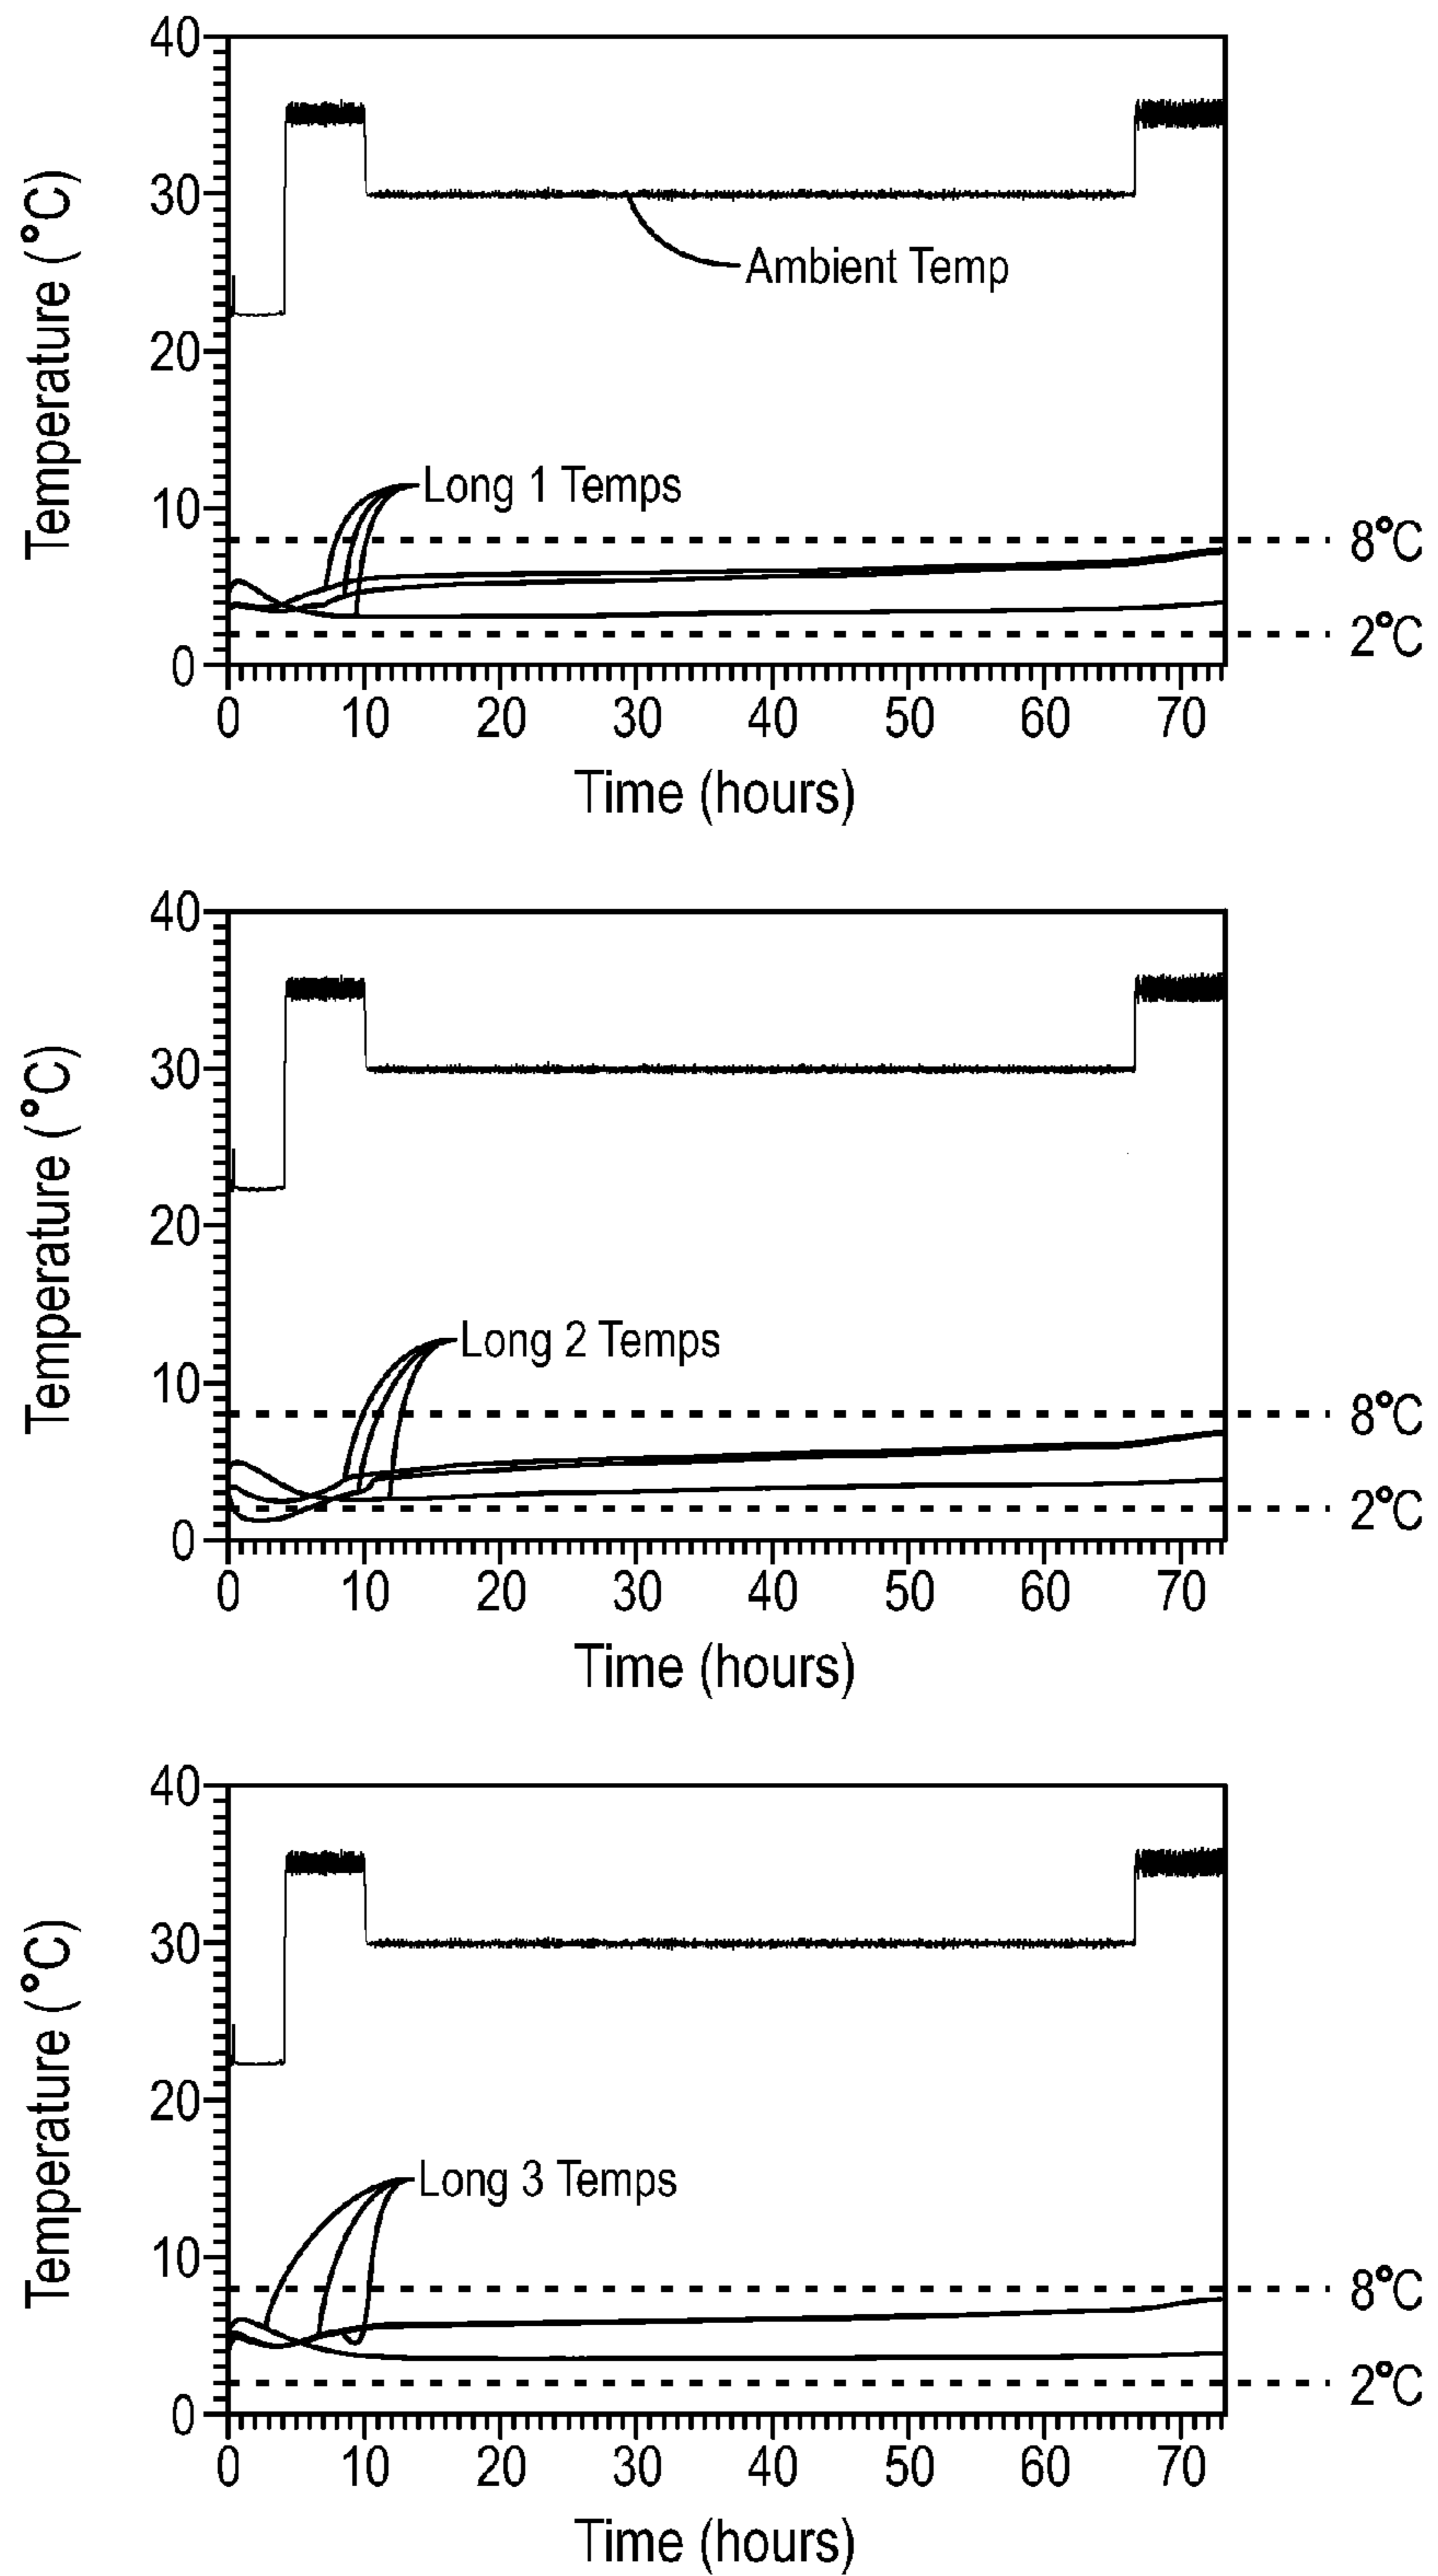 40
30
20
10
0
Temperature (°C)
Ambient Temp
Long 1 Temps
8°C
2°C
0 10 20 30 40 50 60 70
Time (hours)
40
30
20
10
0
Temperature (°C)
Long 2 Temps
8°C
2°C
0 10 20 30 40 50 60 70
Time (hours)
40
30
20
10
0
Temperature (°C)
Long 3 Temps
8°C
2°C
0 10 20 30 40 50 60 70
Time (hours)